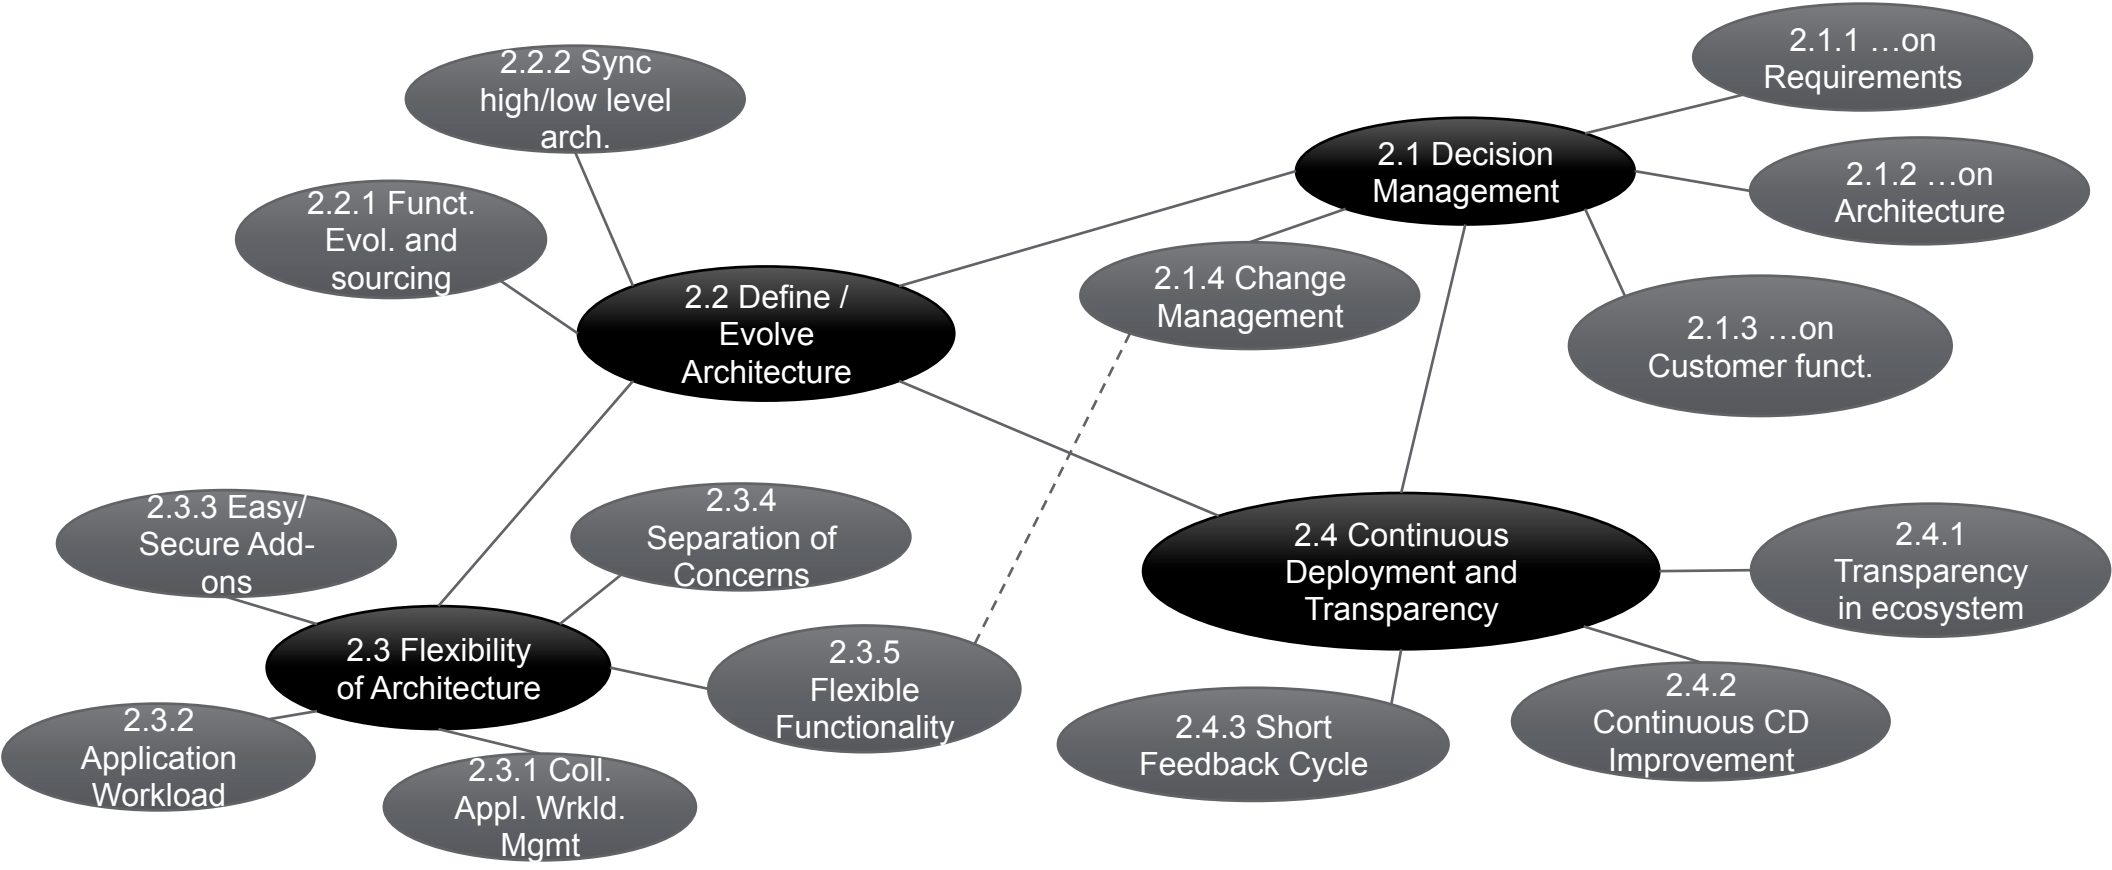 2.1.1 …on
Requirements
2.2.2 Sync
high/low level
arch.
2.1 Decision
Management
2.1.2 …on
Architecture
2.2.1 Funct.
Evol. and
sourcing
2.1.4 Change
Management
2.2 Define /
Evolve
Architecture
2.1.3 …on
Customer funct.
2.3.3 Easy/
Secure Add-
ons
2.3.4
Separation of
Concerns
2.4 Continuous
Deployment and
Transparency
2.4.1
Transparency
in ecosystem
2.3 Flexibility
of Architecture
2.3.5
Flexible
Functionality
2.4.2
Continuous CD
Improvement
2.3.2
Application
Workload
2.4.3 Short
Feedback Cycle
2.3.1 Coll.
Appl. Wrkld.
Mgmt